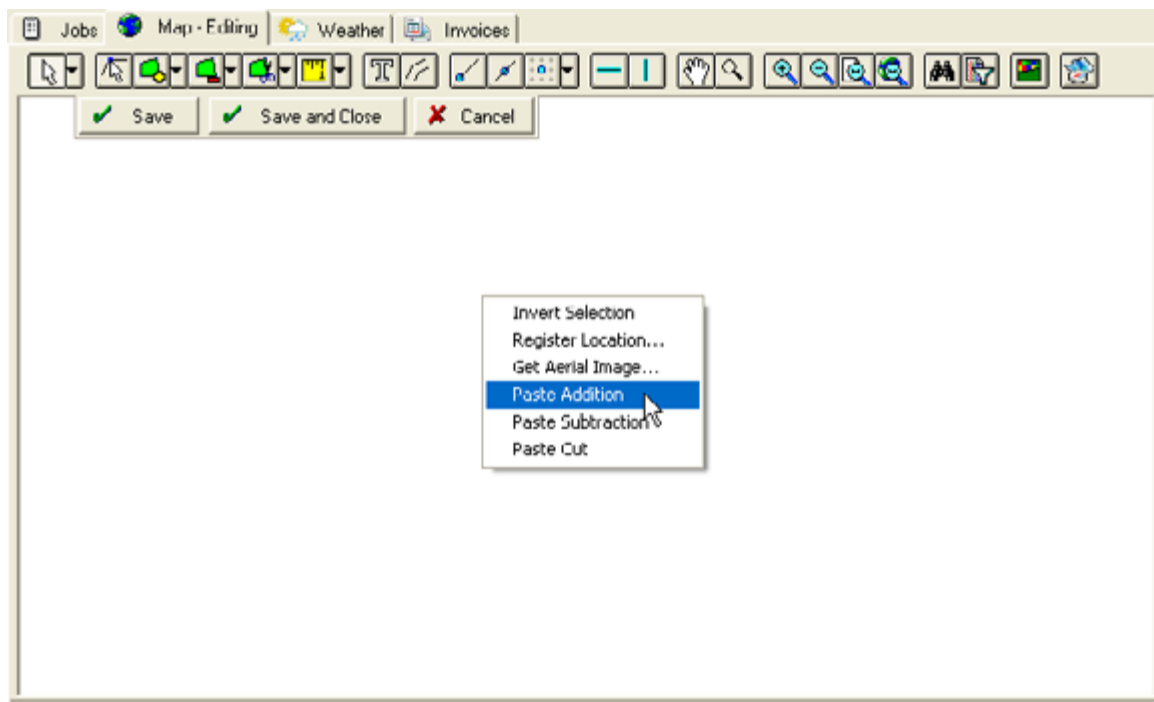 Jobs Map - Editing Weather Invoices
Save Save and Close Cancel
Invert Selection
Register Location...
Get Aerial Image...
Paste Addition
Paste Subtraction
Paste Cut